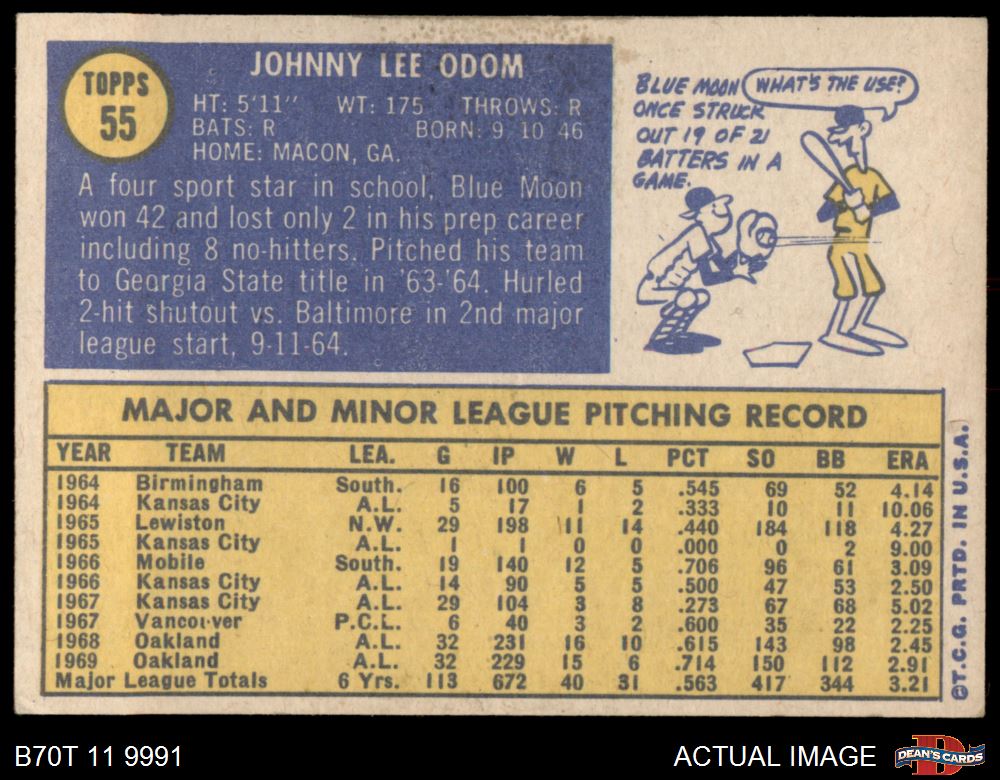 TOPPS
55
JOHNNY LEE ODOM
HT: 5'11" WT: 175 THROWS: R
BATS: R BORN: 9 10 46
HOME: MACON, GA.
A four sport star in school, Blue Moon
won 42 and lost only 2 in his prep career
including 8 no-hitters. Pitched his team
to Georgia State title in '63-'64. Hurled
2-hit shutout vs. Baltimore in 2nd major
league start, 9-11-64.
BLUE MOON
ONCE STRUCK
OUT 19 OF 21
BATTERS IN A
GAME.
WHAT'S THE USE?
MAJOR AND MINOR LEAGUE PITCHING RECORD
YEAR TEAM LEA. G IP W L PCT SO BB ERA
1964 Birmingham South. 16 100 6 5 .545 69 52 4.14
1964 Kansas City A.L. 5 17 1 2 .333 10 11 10.06
1965 Lewiston N.W. 29 198 11 14 .440 184 118 4.27
1965 Kansas City A.L. 1 1 0 0 .000 0 2 9.00
1966 Mobile South. 19 140 12 5 .706 96 61 3.09
1966 Kansas City A.L. 14 90 5 5 .500 47 53 2.50
1967 Kansas City A.L. 29 104 3 8 .273 67 68 5.02
1967 Vancouver P.C.L. 6 40 3 2 .600 35 22 2.25
1968 Oakland A.L. 32 231 16 10 .615 143 98 2.45
1969 Oakland A.L. 32 229 15 6 .714 150 112 2.91
Major League Totals 6 Yrs. 113 672 40 31 .563 417 344 3.21
©T.C.G. PRTD. IN U.S.A.
B70T 11 9991
ACTUAL IMAGE
DEAN'S CARDS